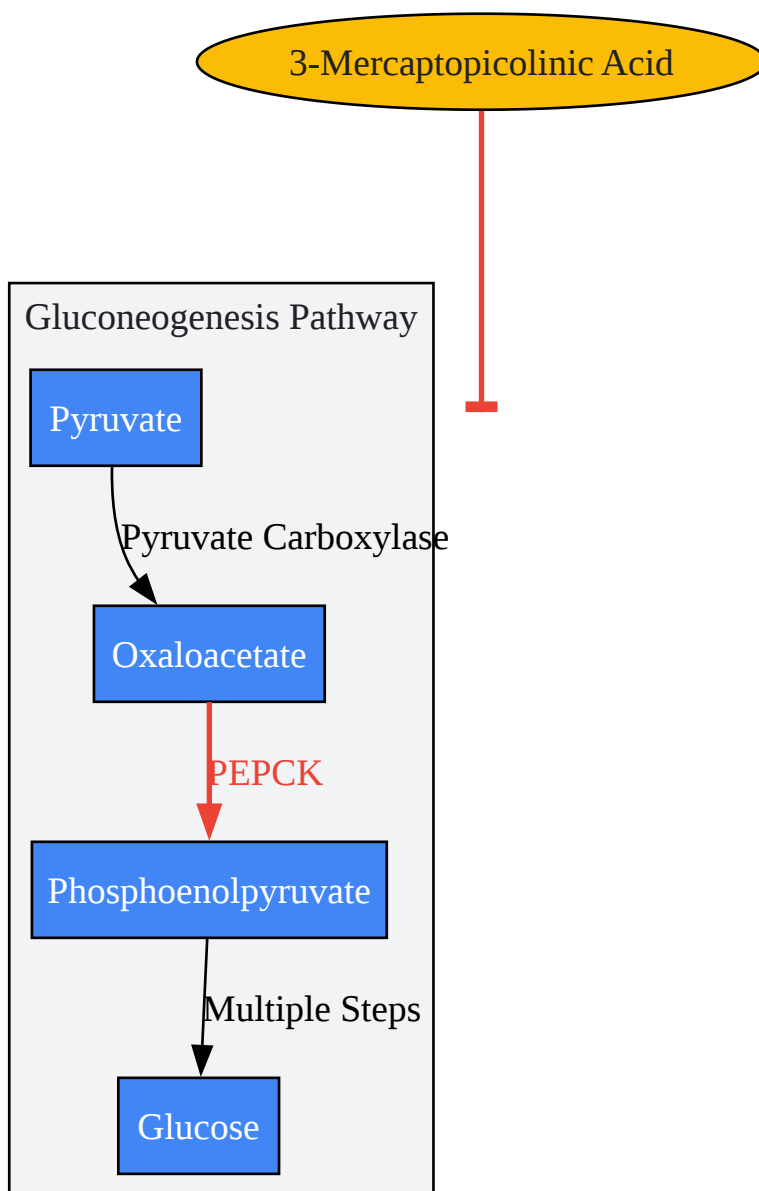 3-Mercaptopicolinic Acid
Gluconeogenesis Pathway
Pyruvate
Pyruvate Carboxylase
Oxaloacetate
PEPCK
Phosphoenolpyruvate
Multiple Steps
Glucose